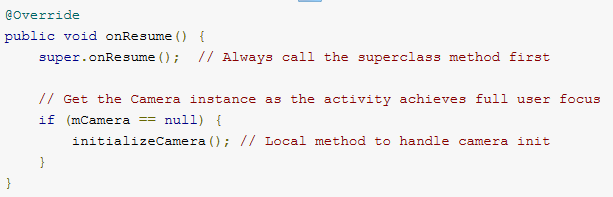 @Override
public void onResume() {
    super.onResume();  // Always call the superclass method first

    // Get the Camera instance as the activity achieves full user focus
    if (mCamera == null) {
        initializeCamera(); // Local method to handle camera init
    }
}